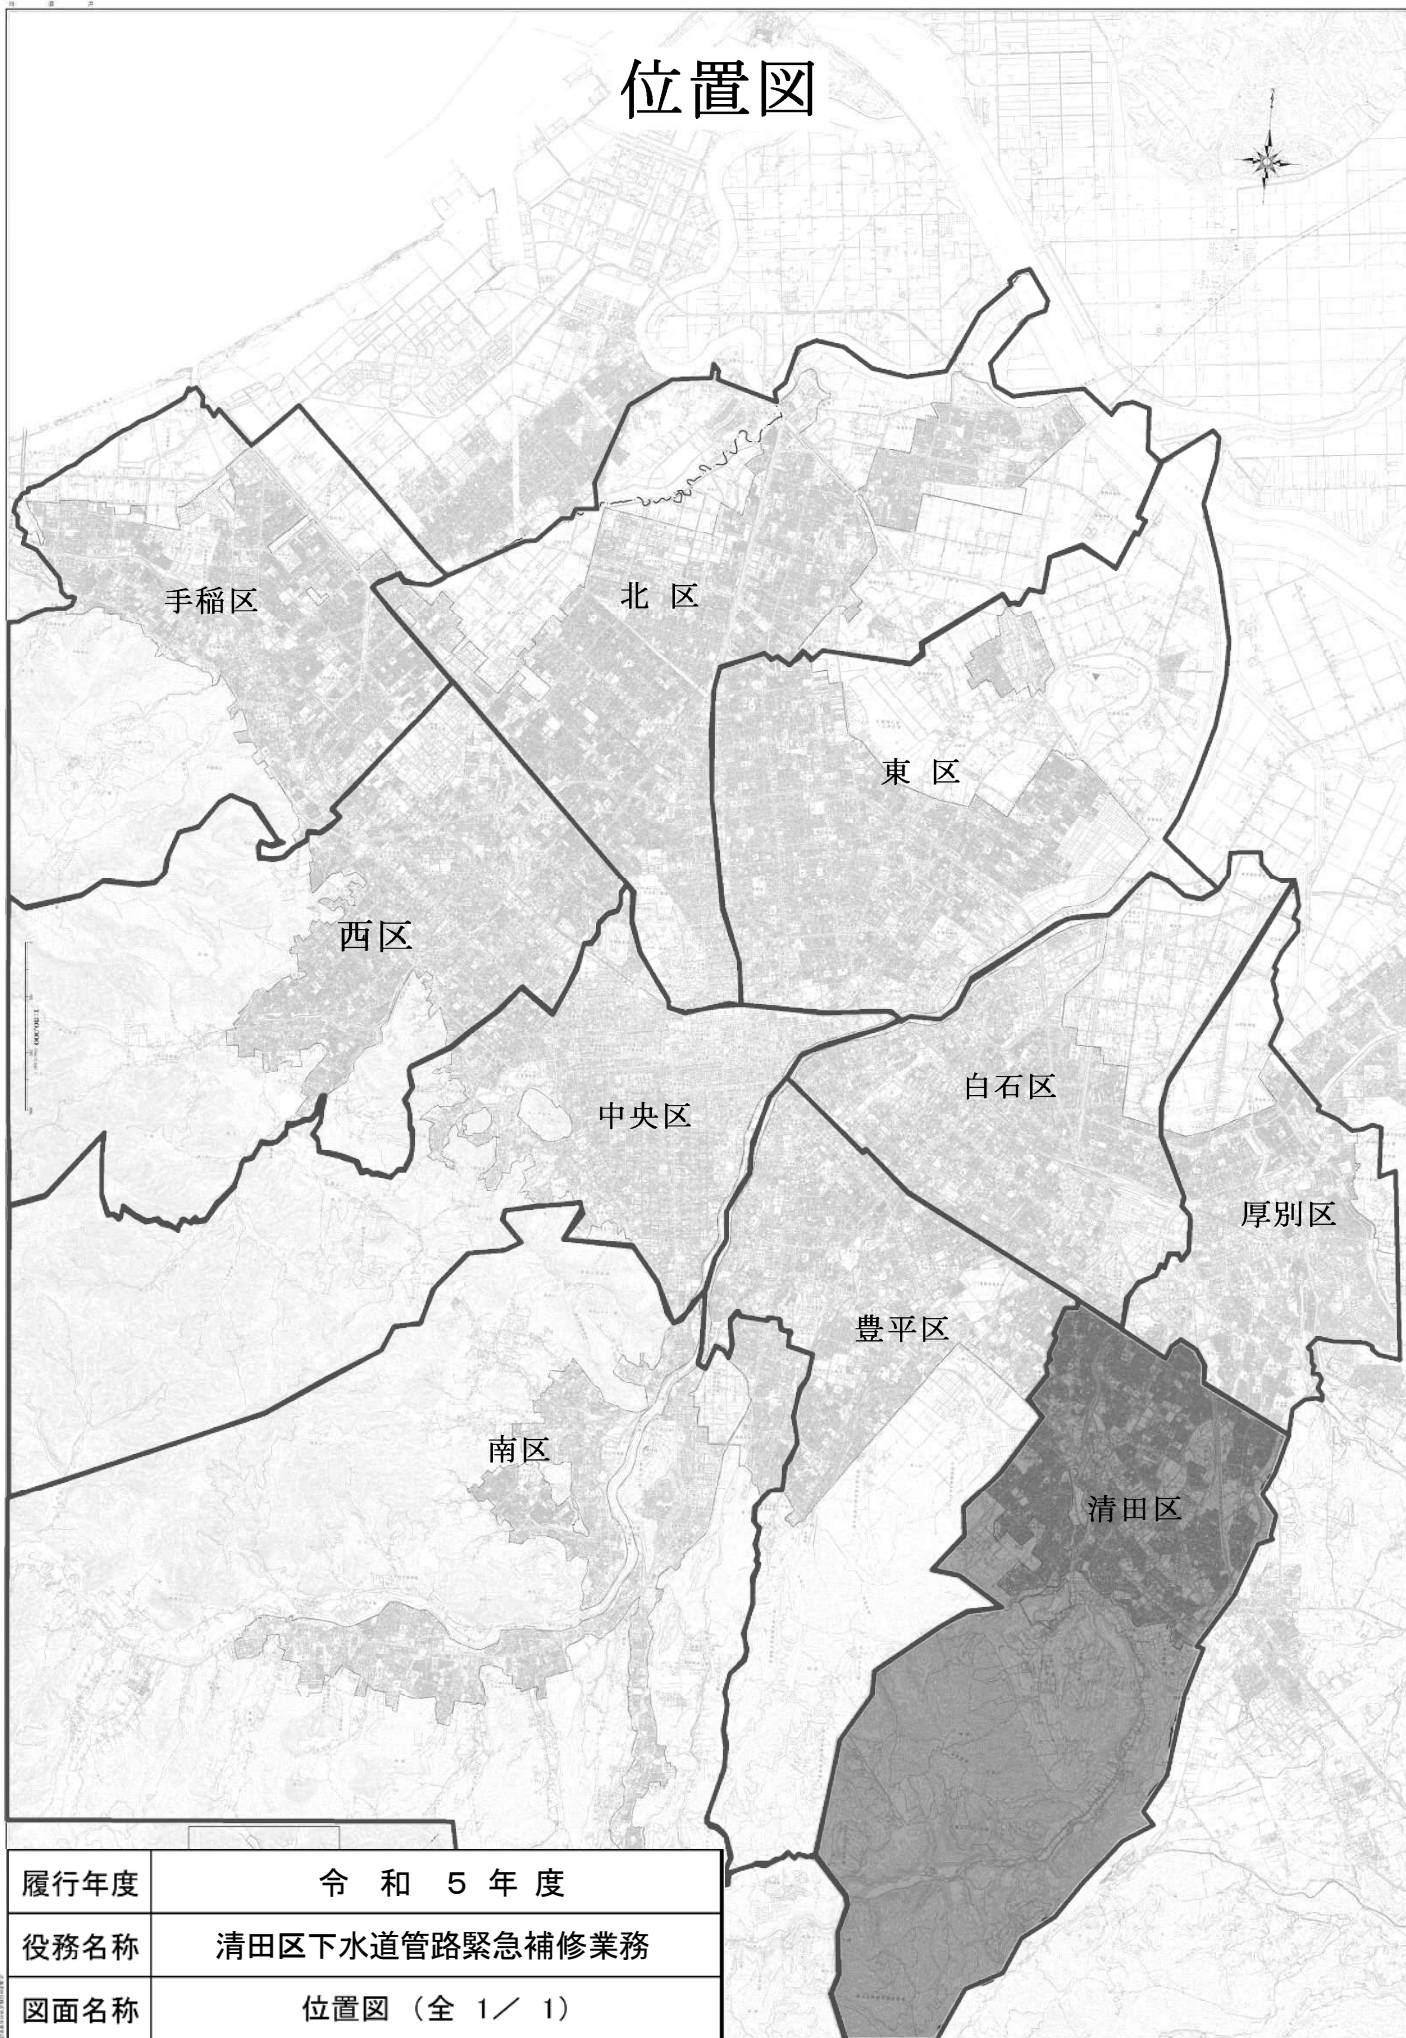 位置図
手稲区
北 区
東 区
西区
中央区
白石区
厚別区
豊平区
南区
清田区
1:30,000
履行年度 令 和 5 年 度
役務名称 清田区下水道管路緊急補修業務
図面名称 位置図 (全 1/ 1)